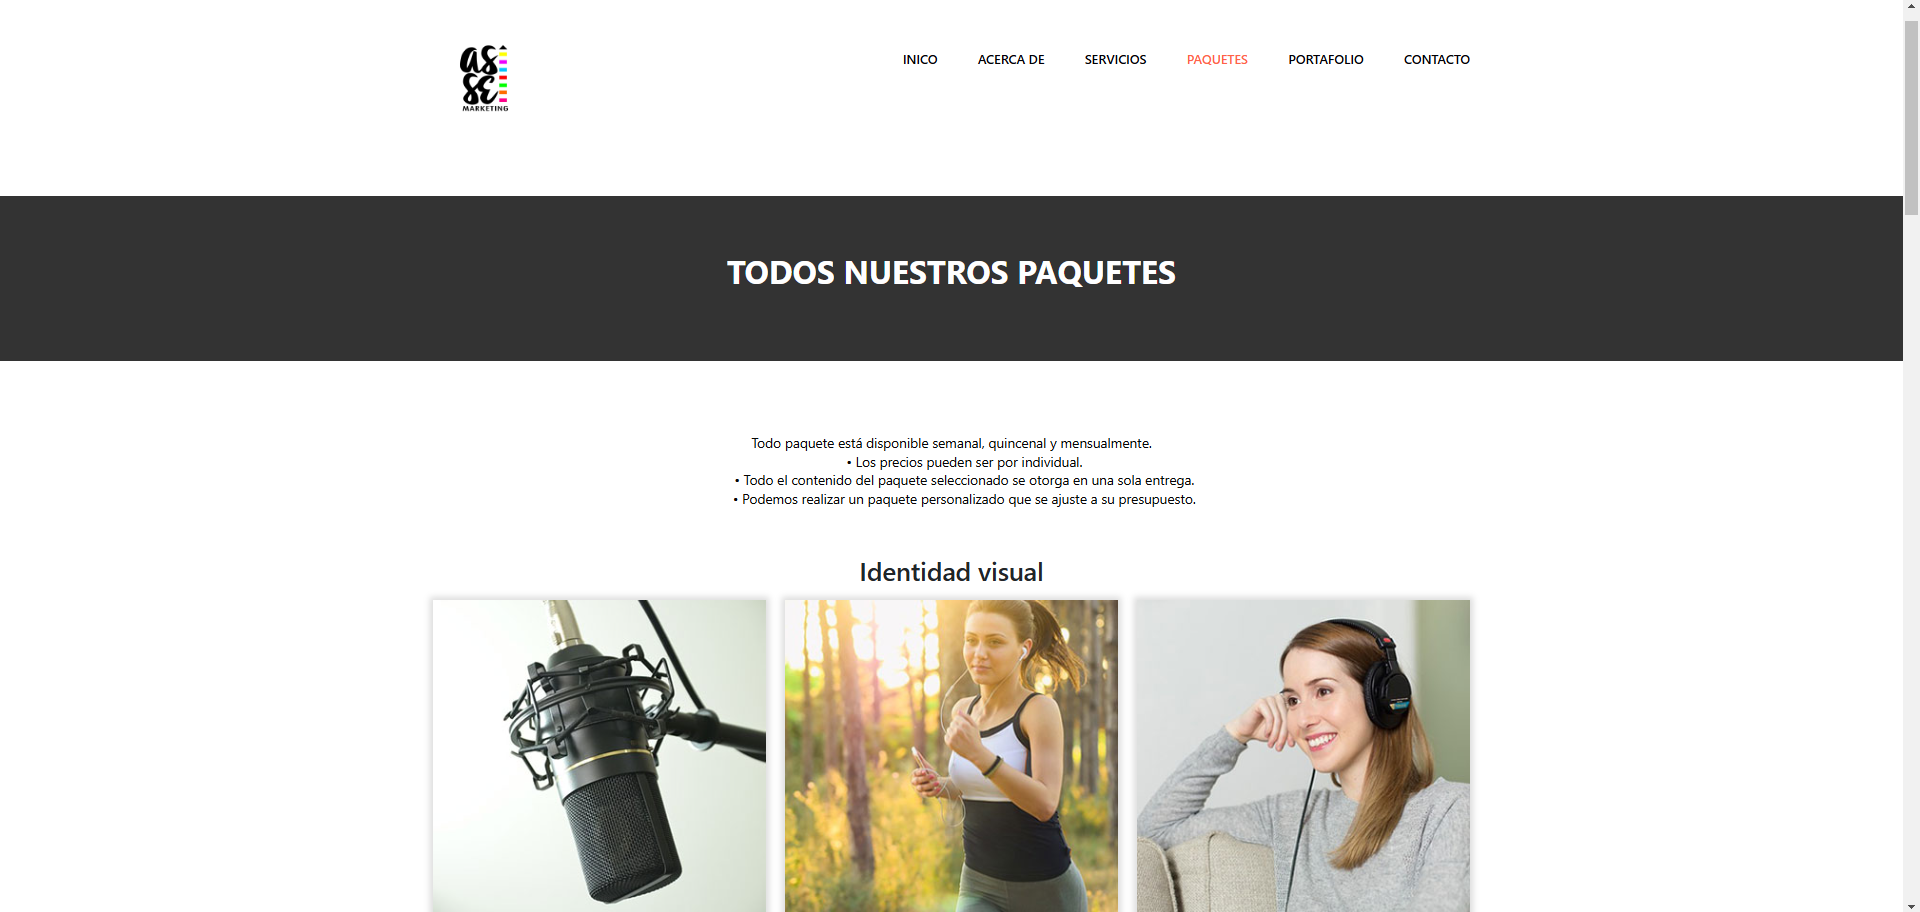 asse
MARKETING
INICO
ACERCA DE
SERVICIOS
PAQUETES
PORTAFOLIO
CONTACTO
TODOS NUESTROS PAQUETES
Todo paquete está disponible semanal, quincenal y mensualmente.
• Los precios pueden ser por individual.
• Todo el contenido del paquete seleccionado se otorga en una sola entrega.
• Podemos realizar un paquete personalizado que se ajuste a su presupuesto.
Identidad visual